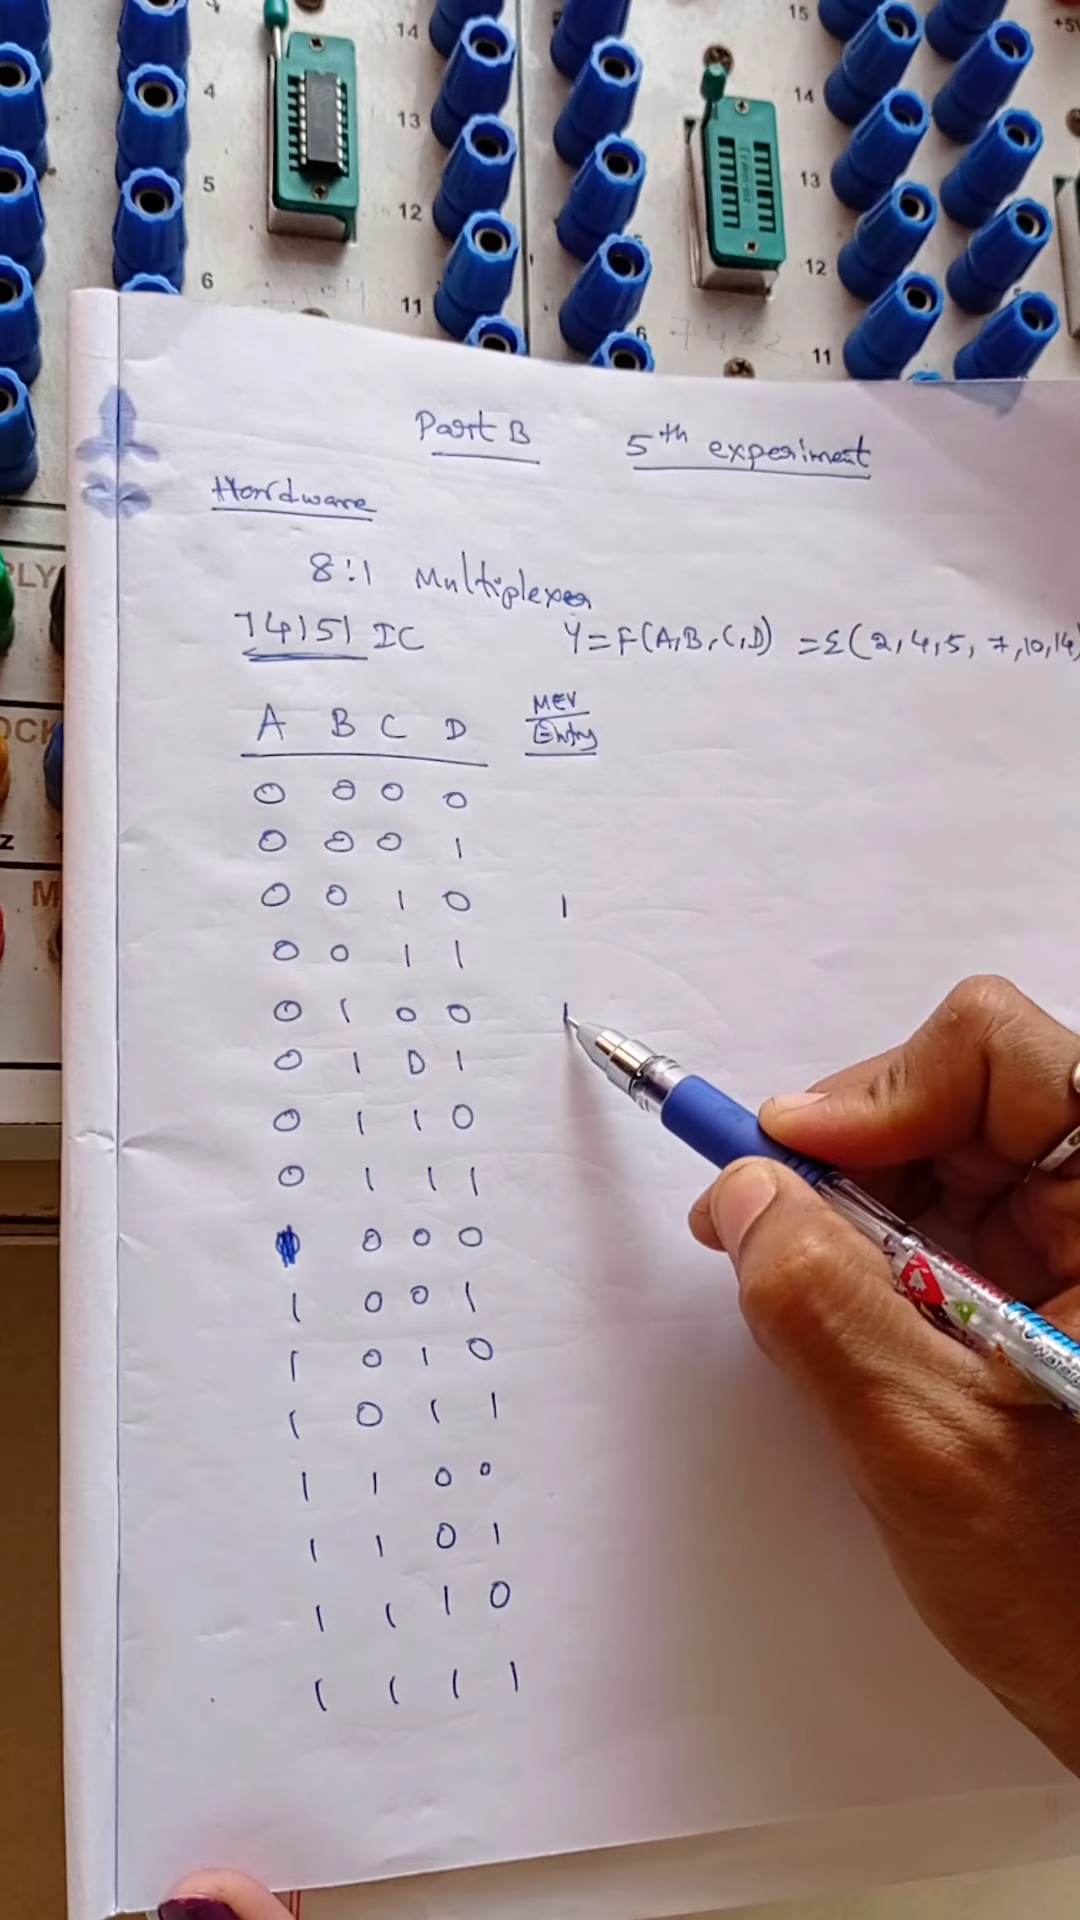 15
14
+5V
4
14
13
13
5
12
12
6
11
6
7432
11
Part B 5th experiment
Hardware
8:1 Multiplexer
74151 IC Y=F(A,B,C,D) =Σ(2,4,5,7,10,14)
MEV
A B C D Entry
0 0 0 0
0 0 0 1
0 0 1 0 1
0 0 1 1
0 1 0 0 1
0 1 0 1
0 1 1 0
0 1 1 1
1 0 0 0
1 0 0 1
1 0 1 0
1 0 1 1
1 1 0 0
1 1 0 1
1 1 1 0
1 1 1 1